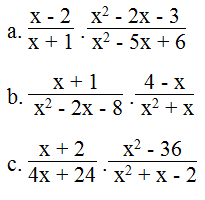 a. (x - 2)/(x + 1) · (x² - 2x - 3)/(x² - 5x + 6)
b. (x + 1)/(x² - 2x - 8) · (4 - x)/(x² + x)
c. (x + 2)/(4x + 24) · (x² - 36)/(x² + x - 2)